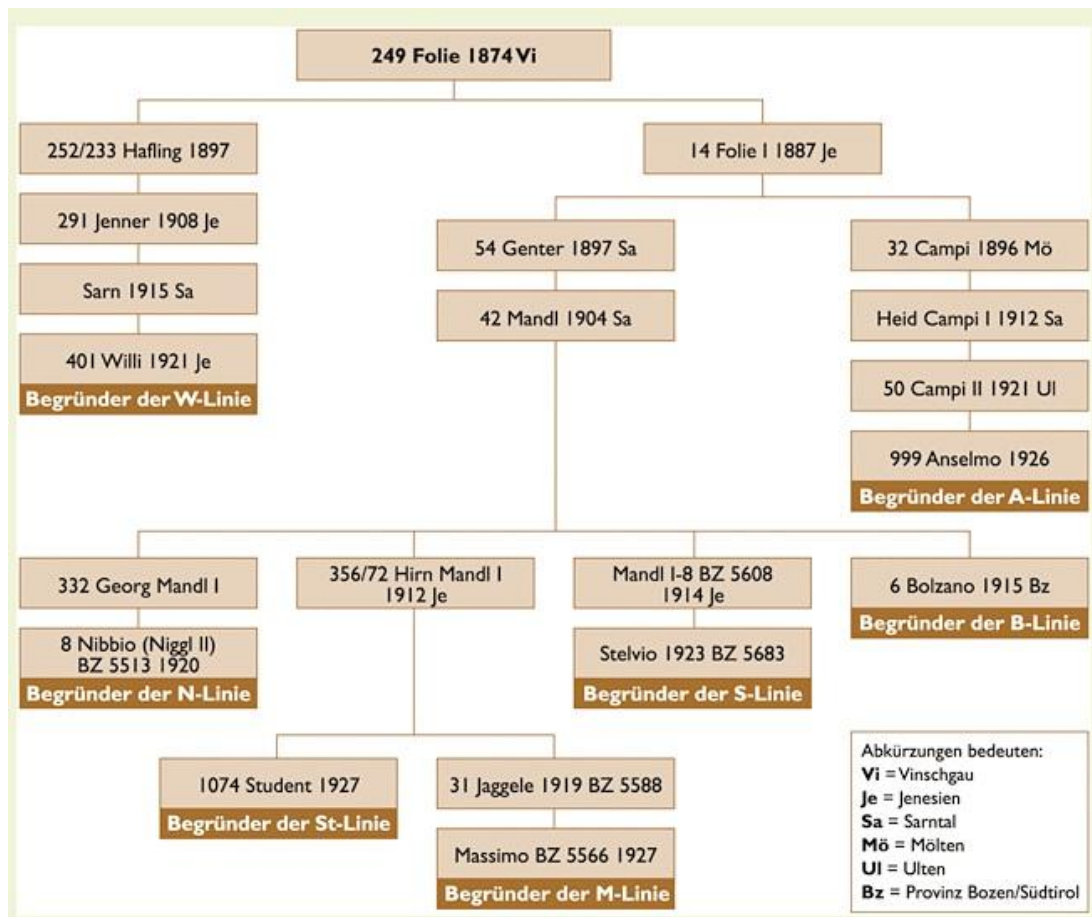 249 Folie 1874 Vi
252/233 Hafling 1897
14 Folie I 1887 Je
291 Jenner 1908 Je
54 Genter 1897 Sa
32 Campi 1896 Mö
Sarn 1915 Sa
42 Mandl 1904 Sa
Heid Campi I 1912 Sa
401 Willi 1921 Je
Begründer der W-Linie
50 Campi II 1921 Ul
999 Anselmo 1926
Begründer der A-Linie
332 Georg Mandl I
356/72 Hirn Mandl I
1912 Je
Mandl I-8 BZ 5608
1914 Je
6 Bolzano 1915 Bz
Begründer der B-Linie
8 Nibbio (Niggl II)
BZ 5513 1920
Begründer der N-Linie
Stelvio 1923 BZ 5683
Begründer der S-Linie
1074 Student 1927
Begründer der St-Linie
31 Jaggele 1919 BZ 5588
Massimo BZ 5566 1927
Begründer der M-Linie
Abkürzungen bedeuten:
Vi = Vinschgau
Je = Jenesien
Sa = Sarntal
Mö = Mölten
Ul = Ulten
Bz = Provinz Bozen/Südtirol